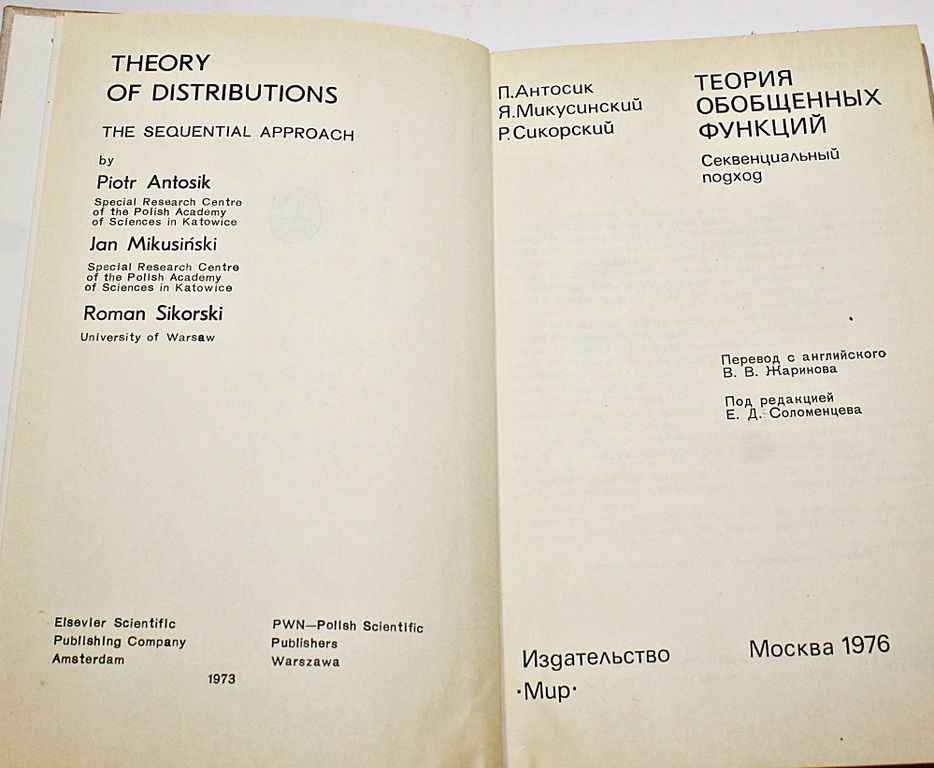 THEORY
OF DISTRIBUTIONS
THE SEQUENTIAL APPROACH
by
Piotr Antosik
Special Research Centre
of the Polish Academy
of Sciences in Katowice
Jan Mikusiński
Special Research Centre
of the Polish Academy
of Sciences in Katowice
Roman Sikorski
University of Warsaw
Elsevier Scientific
Publishing Company
Amsterdam
PWN—Polish Scientific
Publishers
Warszawa
1973
П. Антосик
Я. Микусинский
Р. Сикорский
ТЕОРИЯ
ОБОБЩЕННЫХ
ФУНКЦИЙ
Секвенциальный
подход
Перевод с английского
В. В. Жаринова
Под редакцией
Е. Д. Соломенцева
Издательство
·Мир·
Москва 1976